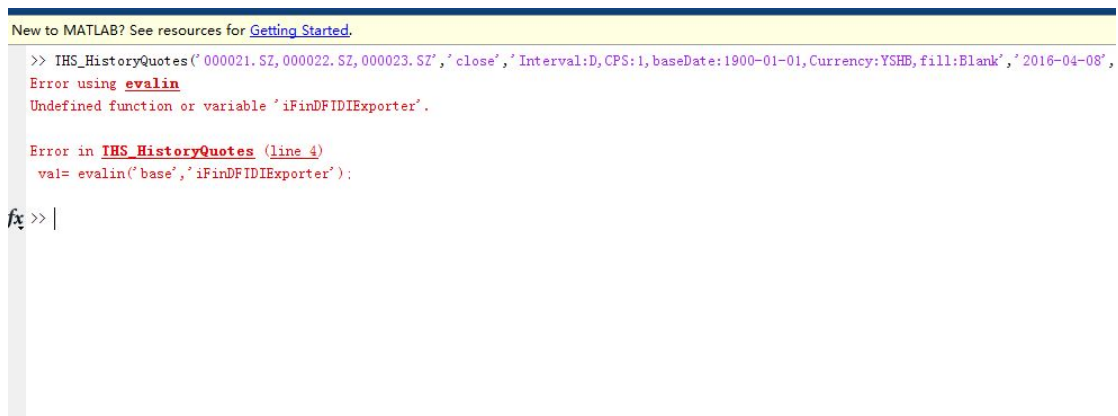 New to MATLAB? See resources for Getting Started.
>> THS_HistoryQuotes('000021.SZ,000022.SZ,000023.SZ','close','Interval:D,CPS:1,baseDate:1900-01-01,Currency:YSHB,fill:Blank','2016-04-08',
Error using evalin
Undefined function or variable 'iFinDFIDIExporter'.
Error in THS_HistoryQuotes (line 4)
val= evalin('base','iFinDFIDIExporter');
fx >>